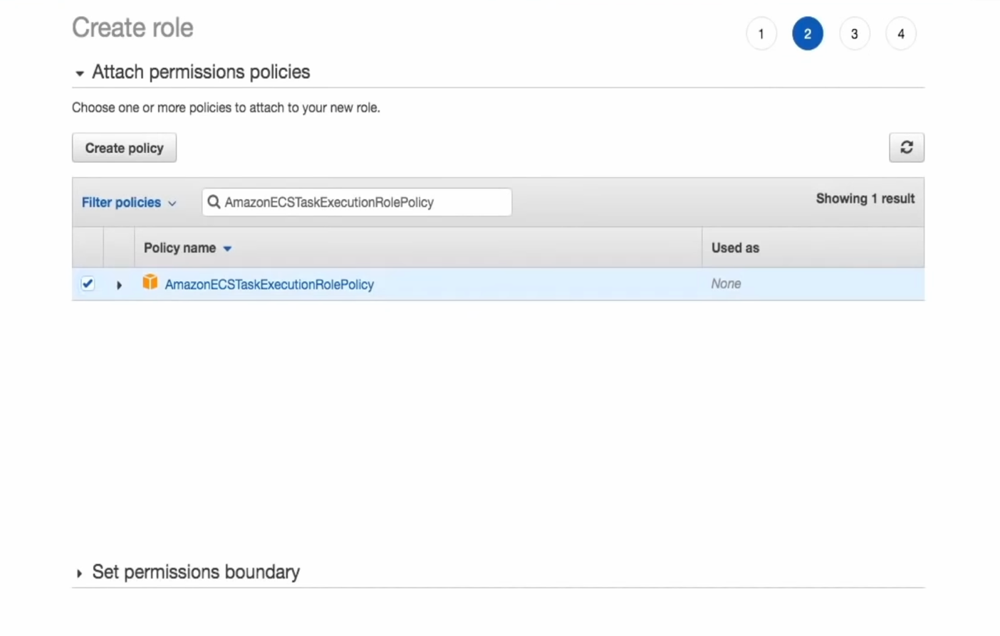 Create role
1 2 3 4
Attach permissions policies
Choose one or more policies to attach to your new role.
Create policy
Filter policies AmazonECSTaskExecutionRolePolicy Showing 1 result
Policy name Used as
AmazonECSTaskExecutionRolePolicy None
Set permissions boundary